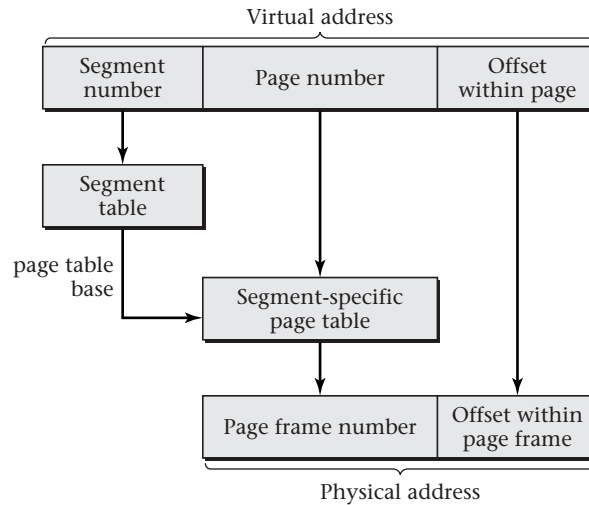 Virtual address
Segment
number
Page number
Offset
within page
Segment
table
page table
base
Segment-specific
page table
Page frame number
Offset within
page frame
Physical address